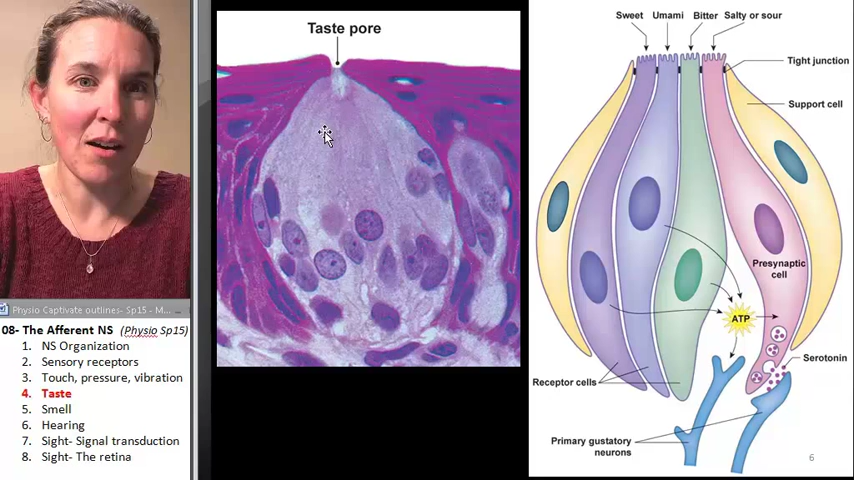 Physio Captivate outlines- Sp15 - M...
08- The Afferent NS (Physio Sp15)
1. NS Organization
2. Sensory receptors
3. Touch, pressure, vibration
4. Taste
5. Smell
6. Hearing
7. Sight- Signal transduction
8. Sight- The retina
Taste pore
Sweet Umami Bitter Salty or sour
Tight junction
Support cell
Presynaptic
cell
ATP
Serotonin
Receptor cells
Primary gustatory
neurons
6